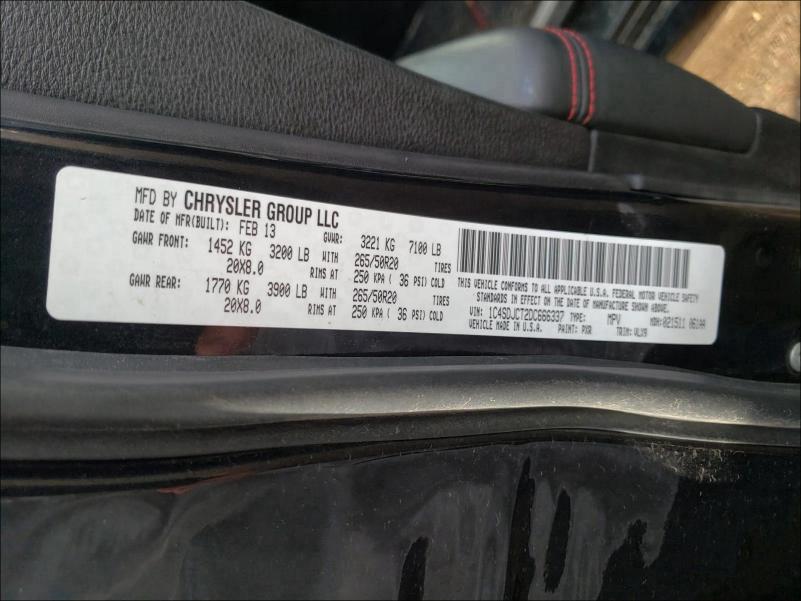 MFD BY CHRYSLER GROUP LLC
DATE OF MFR(BUILT): FEB 13 GVWR: 3221 KG 7100 LB
GAWR FRONT: 1452 KG 3200 LB WITH 265/50R20 TIRES
20X8.0 RIMS AT 250 KPA ( 36 PSI) COLD
GAWR REAR: 1770 KG 3900 LB WITH 265/50R20 TIRES
20X8.0 RIMS AT 250 KPA ( 36 PSI) COLD
THIS VEHICLE CONFORMS TO ALL APPLICABLE U.S.A. FEDERAL MOTOR VEHICLE SAFETY
STANDARDS IN EFFECT ON THE DATE OF MANUFACTURE SHOWN ABOVE.
VIN: 1C4SDJCT2DC666337 TYPE: MPV MDH: 021511
VEHICLE MADE IN U.S.A. PAINT: PXR TRIM: VLX9